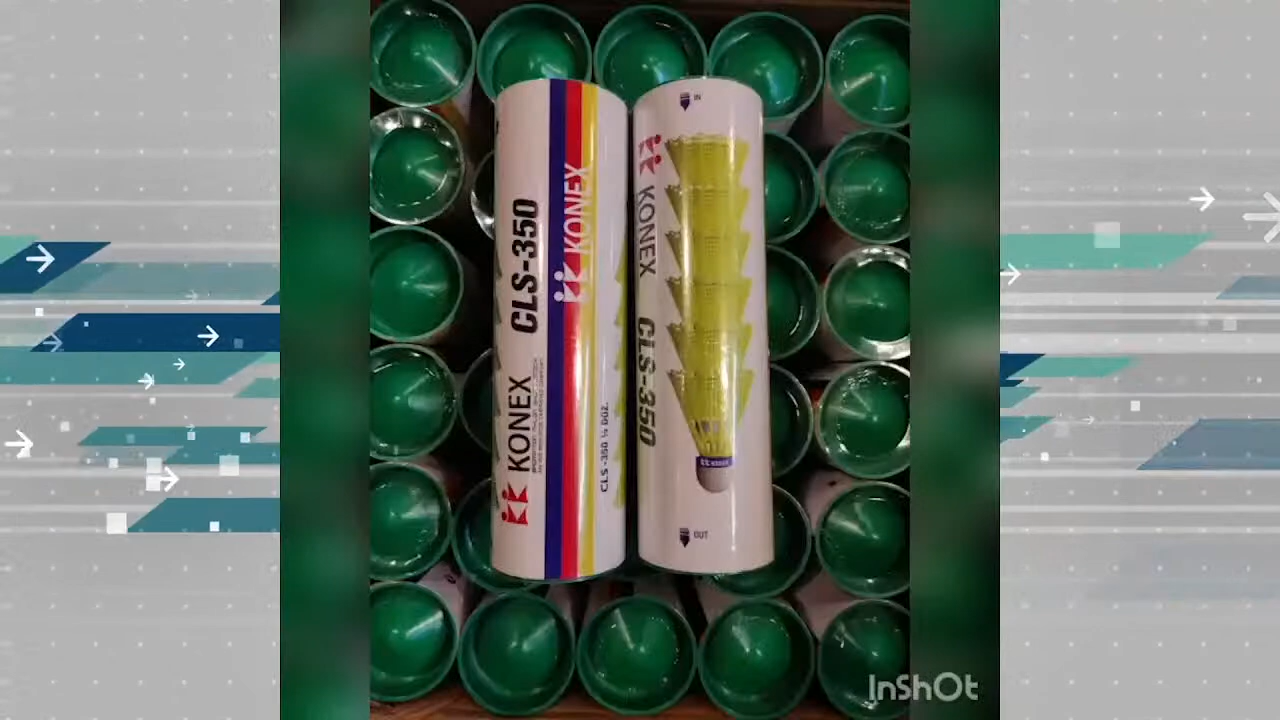 KONEX
CLS-350
KONEX
CLS -350 ½ DOZ.
IN
KONEX
CLS-350
OUT
InShOt